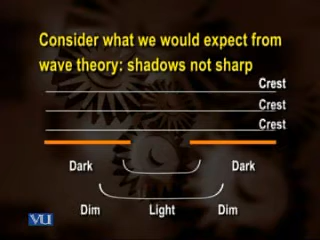 Consider what we would expect from
wave theory: shadows not sharp
Crest
Crest
Crest
Dark Dark
Dim Light Dim
VU